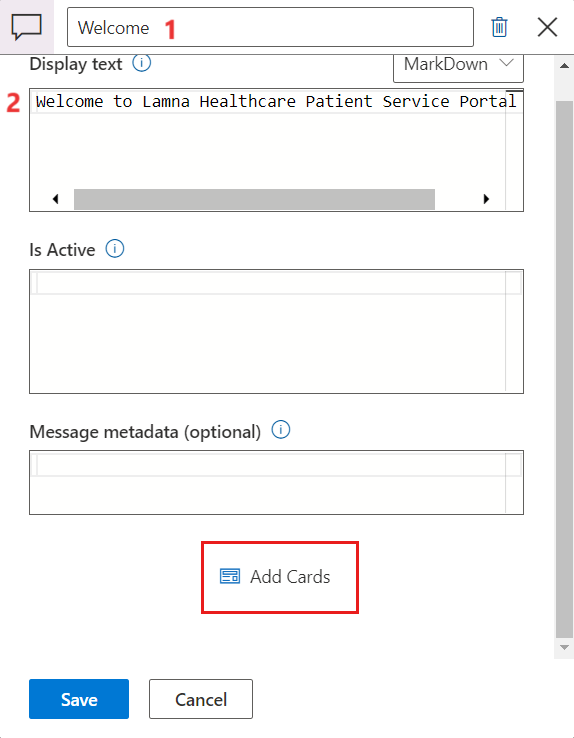 Welcome 1
Display text MarkDown
2 Welcome to Lamna Healthcare Patient Service Portal
Is Active
Message metadata (optional)
Add Cards
Save Cancel